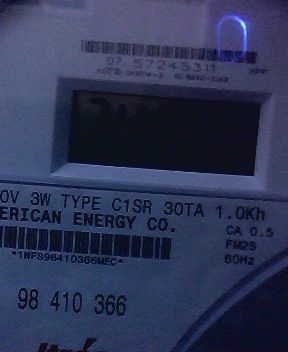 07 57245311
0V 3W TYPE C1SR 30TA 1.0Kh
ERICAN ENERGY CO.
CA 0.5
FM2S
60Hz
*1NFS98410366MEC*
98 410 366